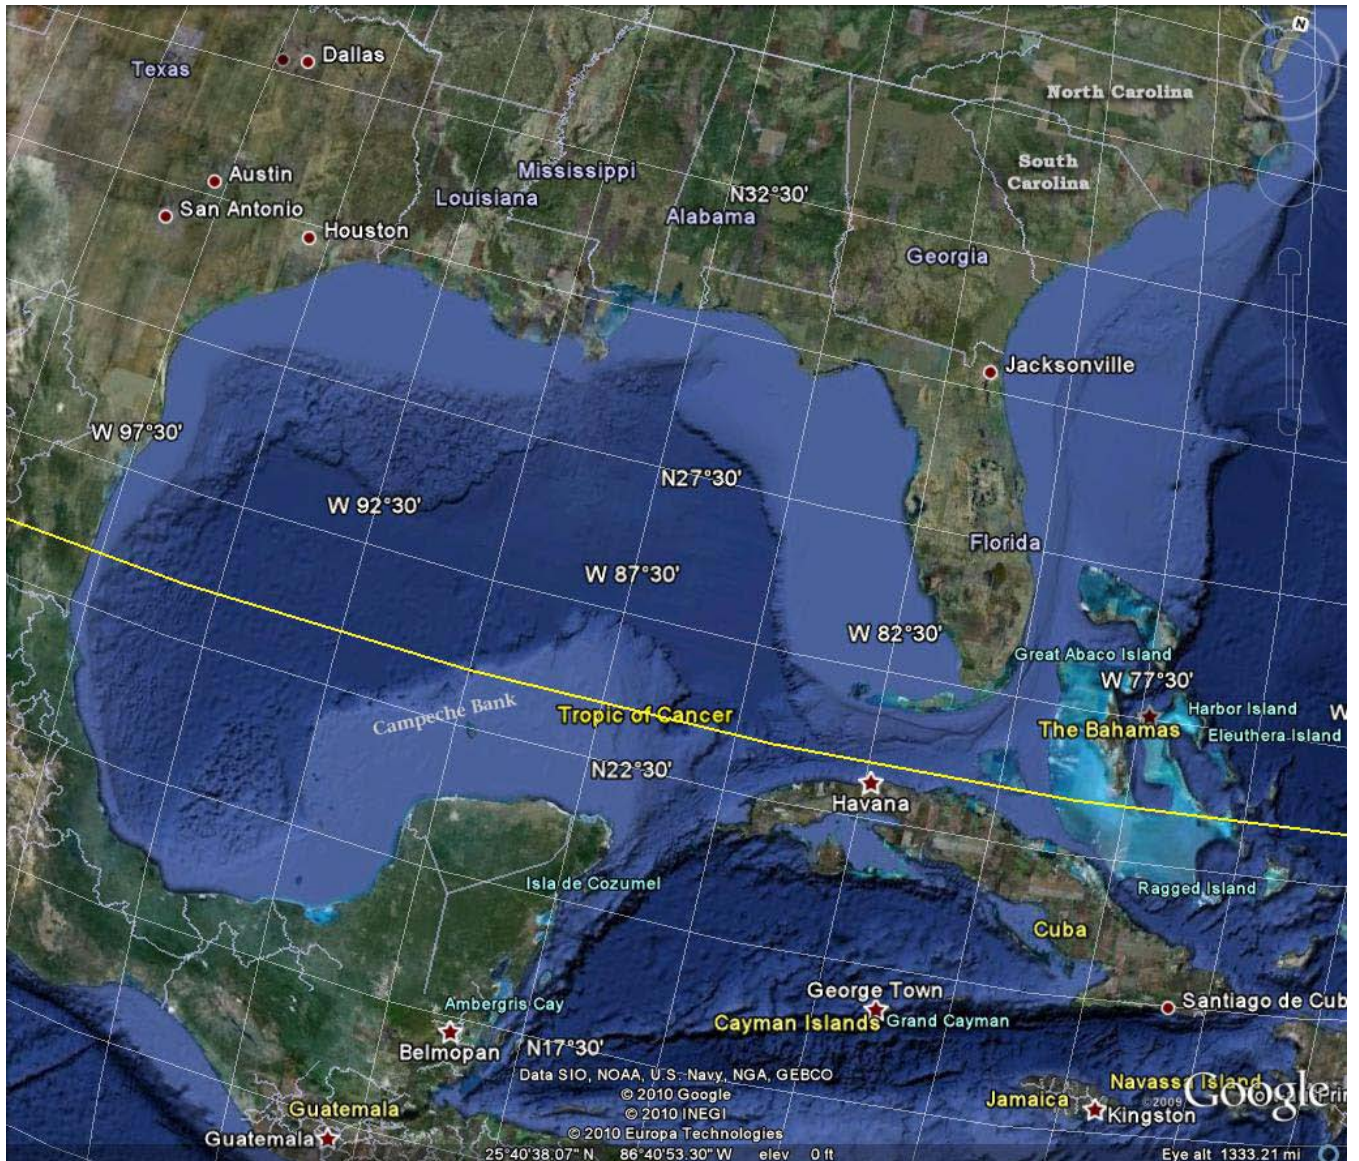 N
Dallas
Texas
North Carolina
South
Carolina
Mississippi
Austin
Louisiana
N32°30'
San Antonio
Alabama
Houston
Georgia
Jacksonville
W 97°30'
N27°30'
W 92°30'
Florida
W 87°30'
W 82°30'
Great Abaco Island
W 77°30'
Campeche Bank
Harbor Island
Tropic of Cancer
W
The Bahamas
Eleuthera Island
N22°30'
Havana
Isla de Cozumel
Ragged Island
Cuba
George Town
Ambergris Cay
Santiago de Cub
Cayman Islands
Grand Cayman
Belmopan
N17°30'
Data SIO, NOAA, U.S. Navy, NGA, GEBCO
© 2010 Google
Navassa Island
Guatemala
Jamaica
©2009
Google
Prin
© 2010 INEGI
Kingston
© 2010 Europa Technologies
Guatemala
25°40'38.07" N 86°40'53.30" W elev 0 ft
Eye alt 1333.21 mi